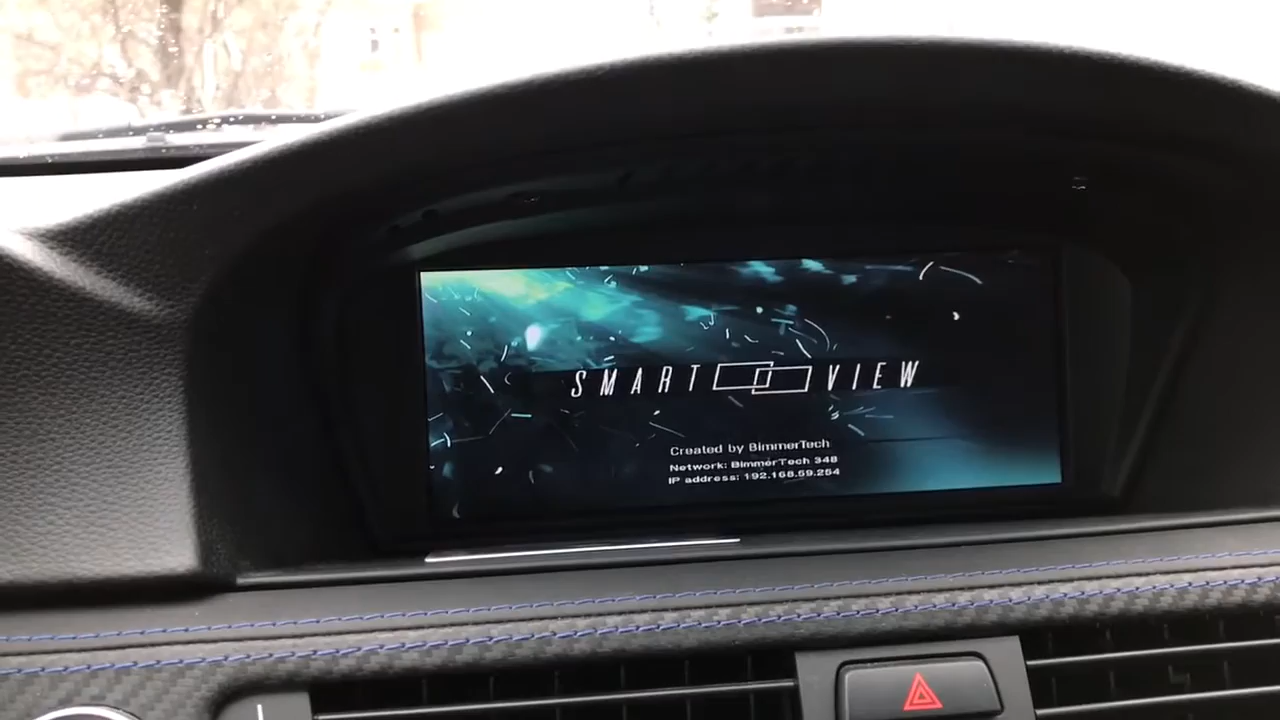 SMART VIEW
Created by BimmerTech
Network: BimmerTech 348
IP address: 192.168.59.254